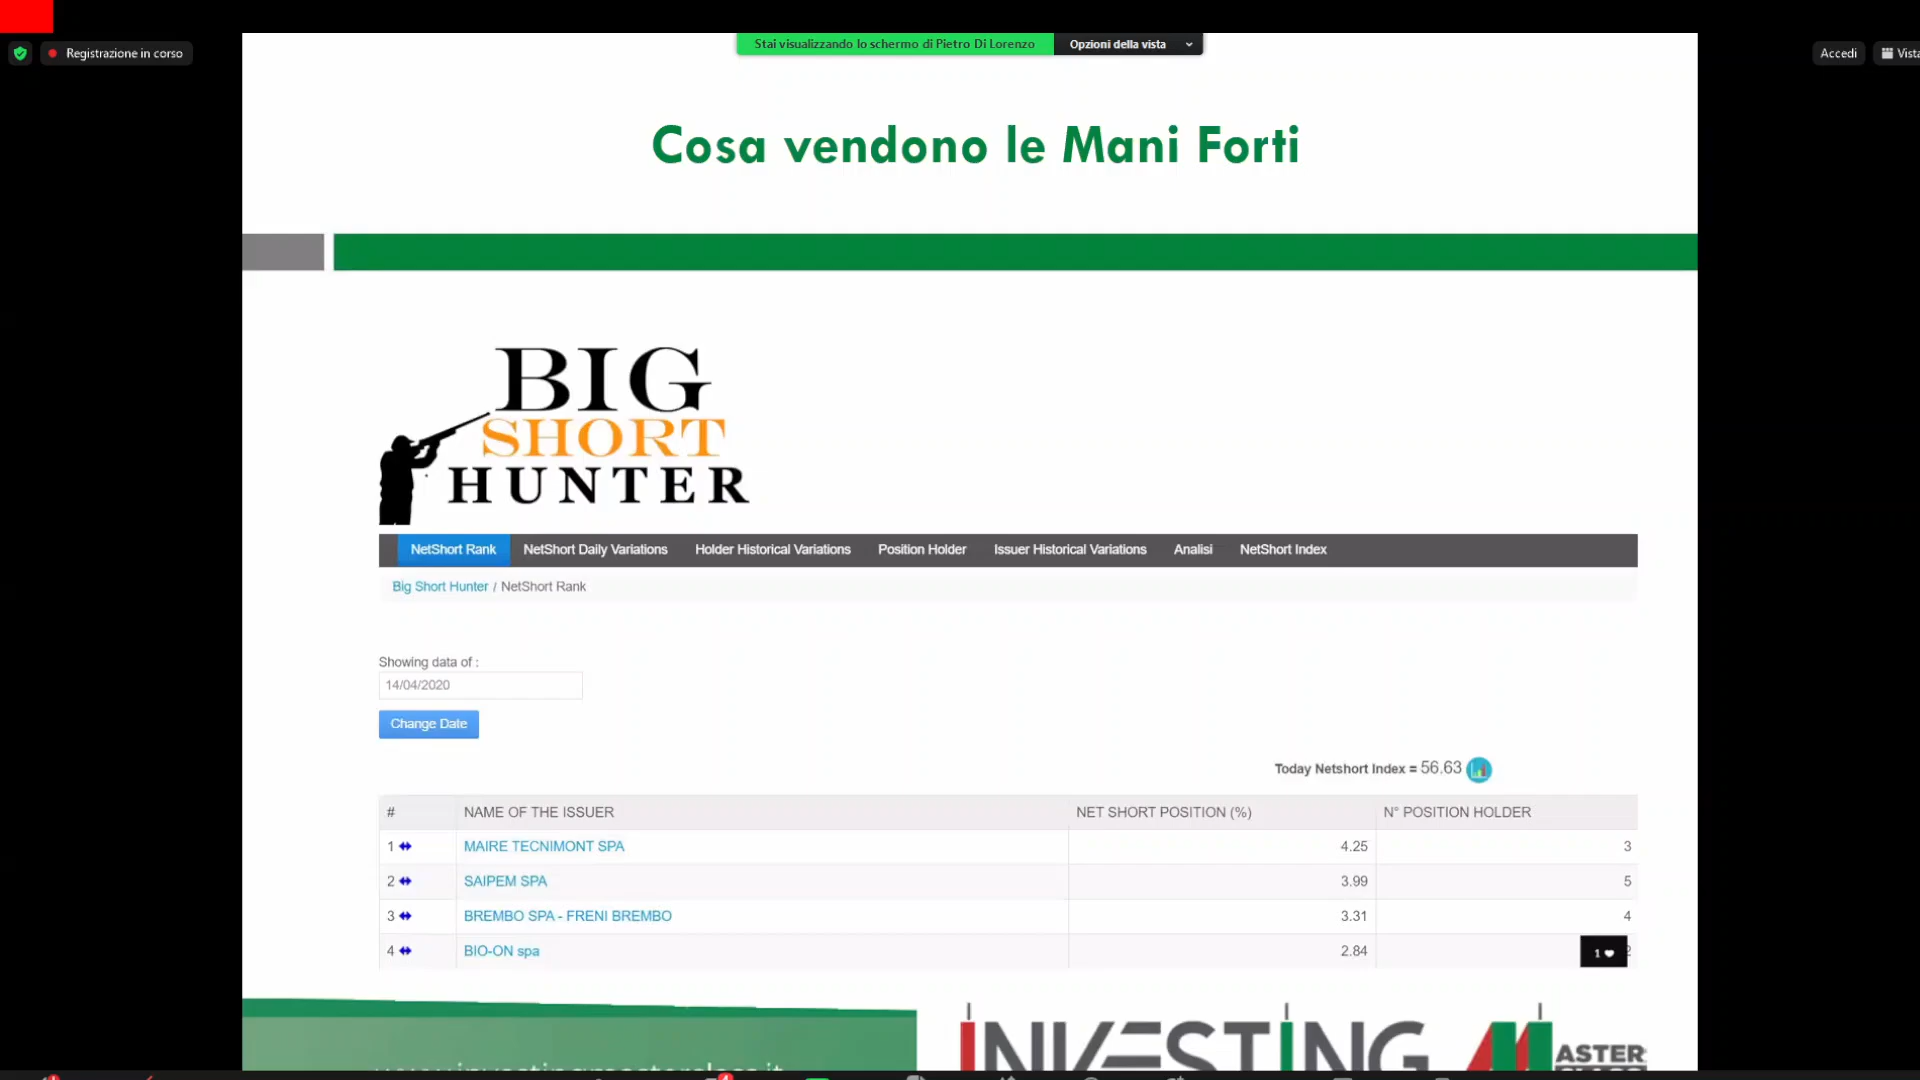 Registrazione in corso
Stai visualizzando lo schermo di Pietro Di Lorenzo Opzioni della vista
Accedi Vista
Cosa vendono le Mani Forti
BIG
SHORT
HUNTER
NetShort Rank NetShort Daily Variations Holder Historical Variations Position Holder Issuer Historical Variations Analisi NetShort Index
Big Short Hunter / NetShort Rank
Showing data of :
14/04/2020
Change Date
Today Netshort Index = 56.63
# NAME OF THE ISSUER NET SHORT POSITION (%) N° POSITION HOLDER
1 MAIRE TECNIMONT SPA 4.25 3
2 SAIPEM SPA 3.99 5
3 BREMBO SPA - FRENI BREMBO 3.31 4
4 BIO-ON spa 2.84 2
1
INVESTING
MASTER